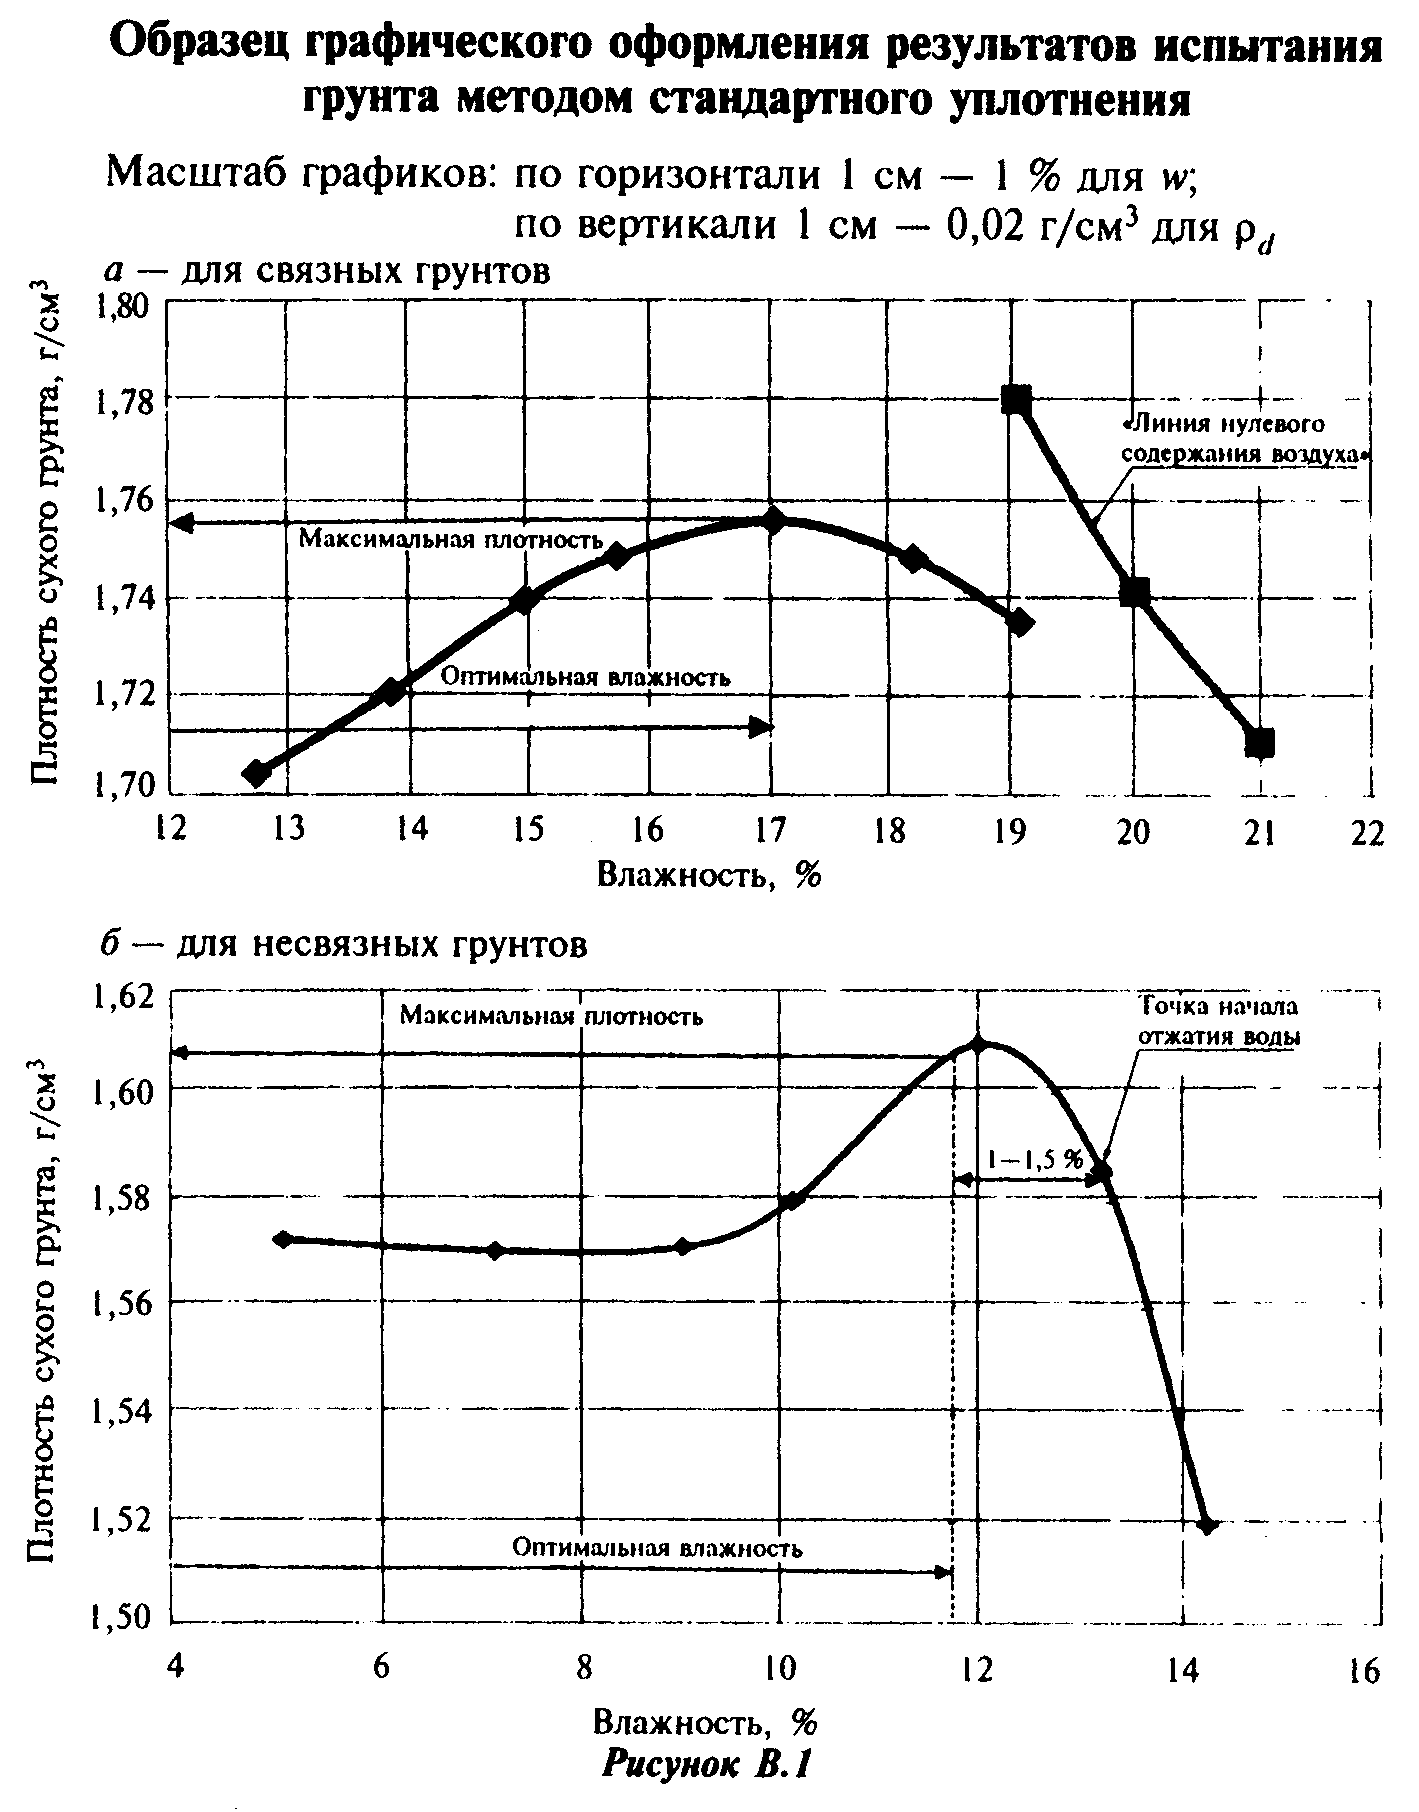 Образец графического оформления результатов испытания
грунта методом стандартного уплотнения
Масштаб графиков: по горизонтали 1 см — 1 % для w;
по вертикали 1 см — 0,02 г/см³ для ρd
а — для связных грунтов
Плотность сухого грунта, г/см³
1,80
1,78
1,76
1,74
1,72
1,70
«Линия нулевого
содержания воздуха»
Максимальная плотность
Оптимальная влажность
12 13 14 15 16 17 18 19 20 21 22
Влажность, %
б — для несвязных грунтов
Плотность сухого грунта, г/см³
1,62
1,60
1,58
1,56
1,54
1,52
1,50
Максимальная плотность
Точка начала
отжатия воды
1—1,5 %
Оптимальная влажность
4 6 8 10 12 14 16
Влажность, %
Рисунок В.1